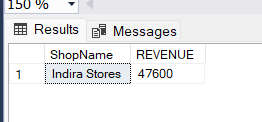 150 %
Results Messages
ShopName REVENUE
1 Indira Stores 47600